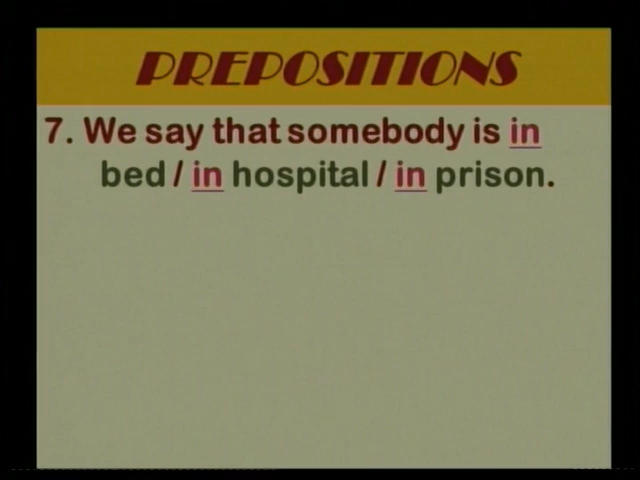 PREPOSITIONS
7. We say that somebody is in
bed / in hospital / in prison.